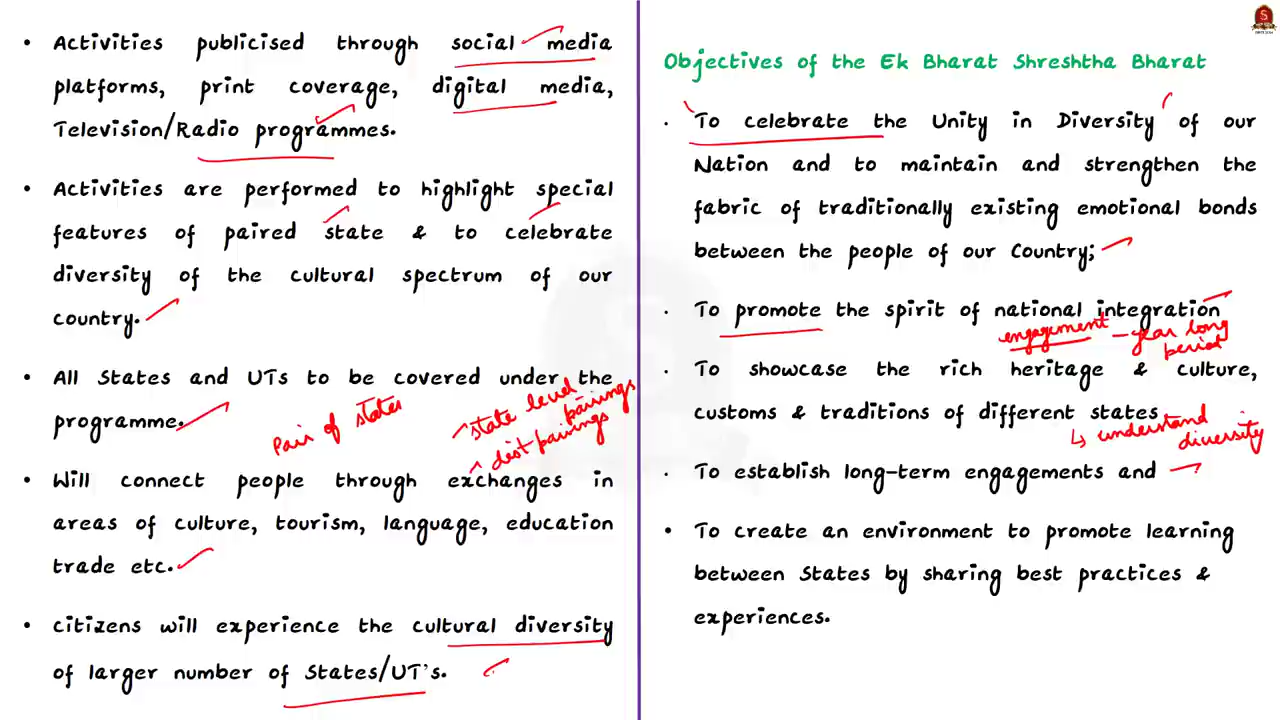 • Activities publicised through social media
platforms, print coverage, digital media,
Television/Radio programmes.
• Activities are performed to highlight special
features of paired state & to celebrate
diversity of the cultural spectrum of our
country.
• All States and UTs to be covered under the
programme.
Pair of states
state level pairings
dist pairings
• Will connect people through exchanges in
areas of culture, tourism, language, education
trade etc.
• citizens will experience the cultural diversity
of larger number of States/UT's.
Objectives of the Ek Bharat Shreshtha Bharat
. To celebrate the Unity in Diversity of our
Nation and to maintain and strengthen the
fabric of traditionally existing emotional bonds
between the people of our Country;
. To promote the spirit of national integration
engagement – year long
period
. To showcase the rich heritage & culture,
customs & traditions of different states
↳ understand
diversity
. To establish long-term engagements and
• To create an environment to promote learning
between States by sharing best practices &
experiences.